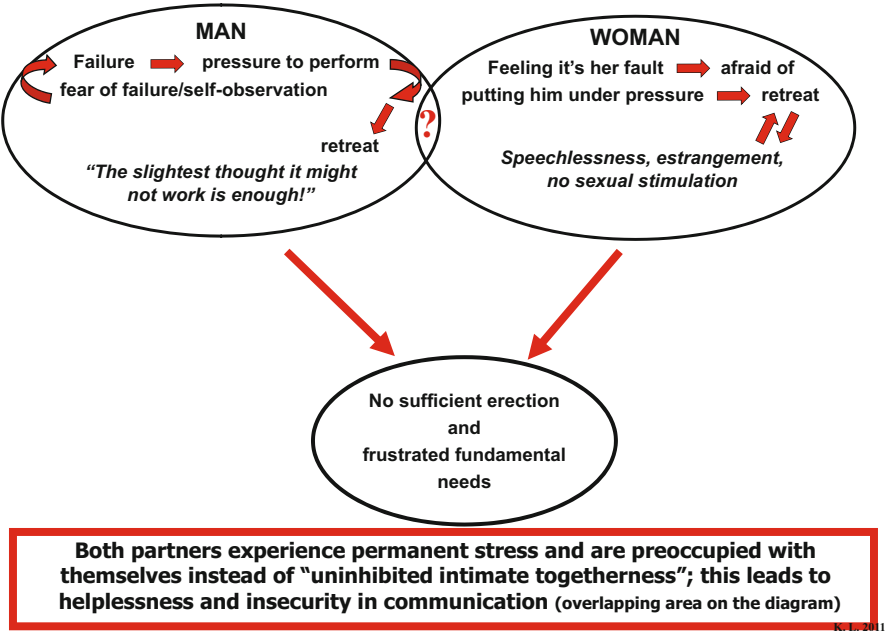 MAN
Failure pressure to perform
fear of failure/self-observation
retreat
“The slightest thought it might
not work is enough!”
?
WOMAN
Feeling it's her fault afraid of
putting him under pressure retreat
Speechlessness, estrangement,
no sexual stimulation
No sufficient erection
and
frustrated fundamental
needs
Both partners experience permanent stress and are preoccupied with
themselves instead of “uninhibited intimate togetherness”; this leads to
helplessness and insecurity in communication (overlapping area on the diagram)
K. L. 2011